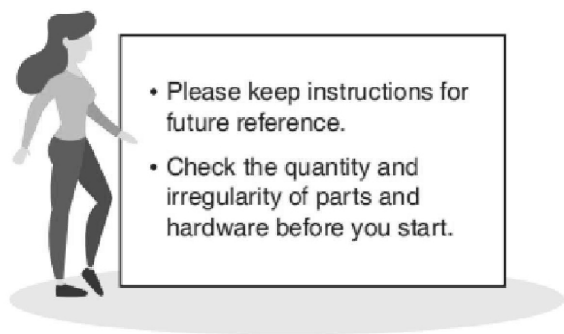 • Please keep instructions for
future reference.
• Check the quantity and
irregularity of parts and
hardware before you start.